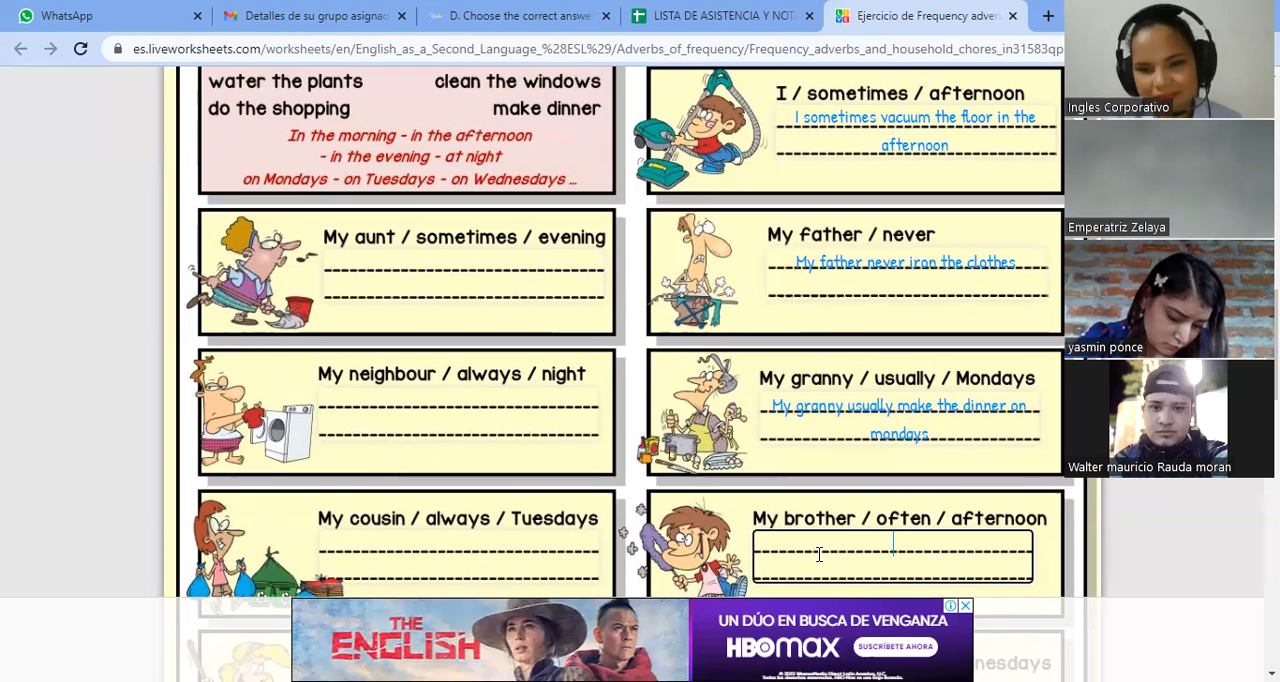 WhatsApp
Detalles de su grupo asignad
D. Choose the correct answe
LISTA DE ASISTENCIA Y NOT
Ejercicio de Frequency adver
es.liveworksheets.com/worksheets/en/English_as_a_Second_Language_%28ESL%29/Adverbs_of_frequency/Frequency_adverbs_and_household_chores_in31583qp
water the plants clean the windows
do the shopping make dinner
In the morning - in the afternoon
- in the evening - at night
on Mondays - on Tuesdays - on Wednesdays ...
I / sometimes / afternoon
I sometimes vacuum the floor in the
afternoon
My aunt / sometimes / evening
My father / never
My father never iron the clothes
My neighbour / always / night
My granny / usually / Mondays
My granny usually make the dinner on
mondays
My cousin / always / Tuesdays
My brother / often / afternoon
nesdays
THE
ENGLISH
UN DÚO EN BUSCA DE VENGANZA
HBOMAX
SUSCRÍBETE AHORA
Ingles Corporativo
Emperatriz Zelaya
yasmin ponce
Walter mauricio Rauda moran